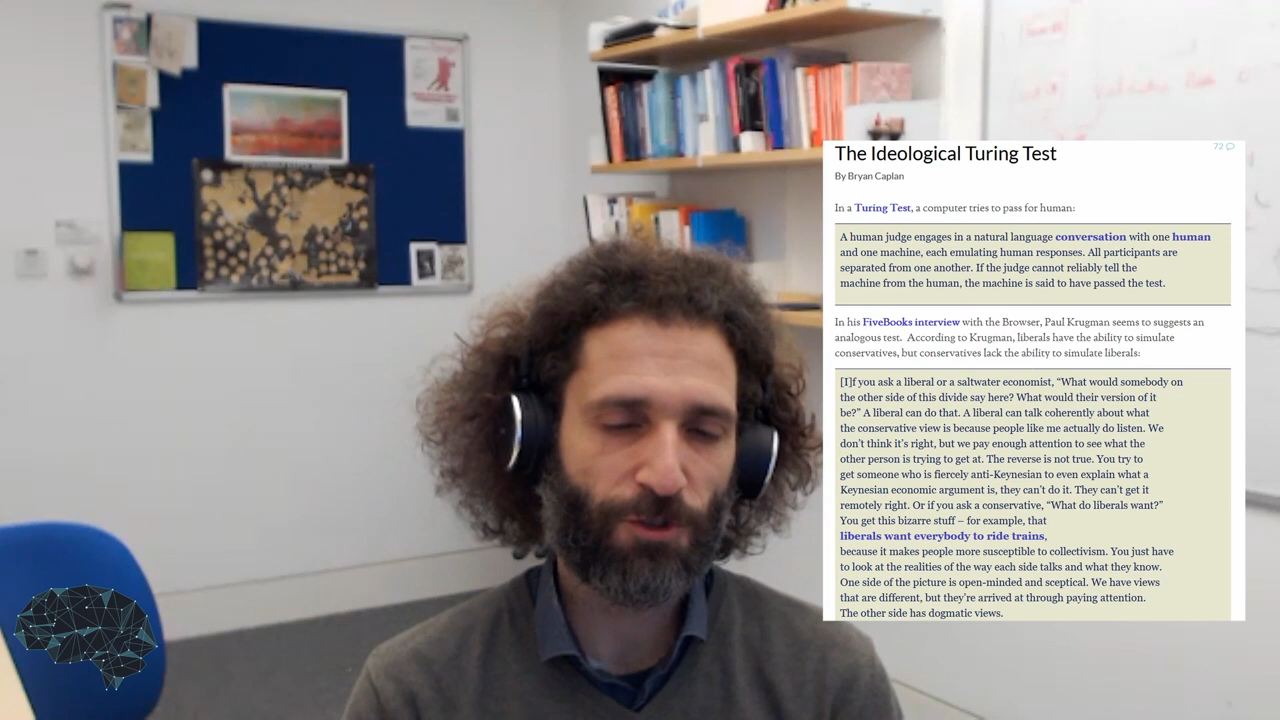 The Ideological Turing Test
72
By Bryan Caplan
In a Turing Test, a computer tries to pass for human:
A human judge engages in a natural language conversation with one human
and one machine, each emulating human responses. All participants are
separated from one another. If the judge cannot reliably tell the
machine from the human, the machine is said to have passed the test.
In his FiveBooks interview with the Browser, Paul Krugman seems to suggest an
analogous test.  According to Krugman, liberals have the ability to simulate
conservatives, but conservatives lack the ability to simulate liberals:
[I]f you ask a liberal or a saltwater economist, “What would somebody on
the other side of this divide say here? What would their version of it
be?” A liberal can do that. A liberal can talk coherently about what
the conservative view is because people like me actually do listen. We
don’t think it’s right, but we pay enough attention to see what the
other person is trying to get at. The reverse is not true. You try to
get someone who is fiercely anti-Keynesian to even explain what a
Keynesian economic argument is, they can’t do it. They can’t get it
remotely right. Or if you ask a conservative, “What do liberals want?”
You get this bizarre stuff – for example, that
liberals want everybody to ride trains,
because it makes people more susceptible to collectivism. You just have
to look at the realities of the way each side talks and what they know.
One side of the picture is open-minded and sceptical. We have views
that are different, but they’re arrived at through paying attention.
The other side has dogmatic views.